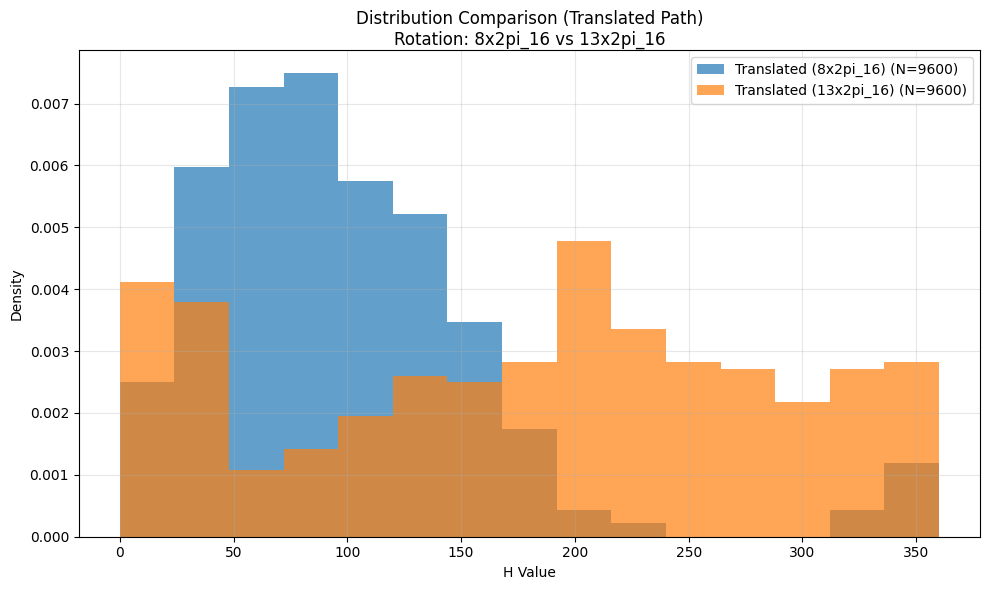 Distribution Comparison (Translated Path)
Rotation: 8x2pi_16 vs 13x2pi_16
Translated (8x2pi_16) (N=9600)
Translated (13x2pi_16) (N=9600)
Density
0.007
0.006
0.005
0.004
0.003
0.002
0.001
0.000
0 50 100 150 200 250 300 350
H Value